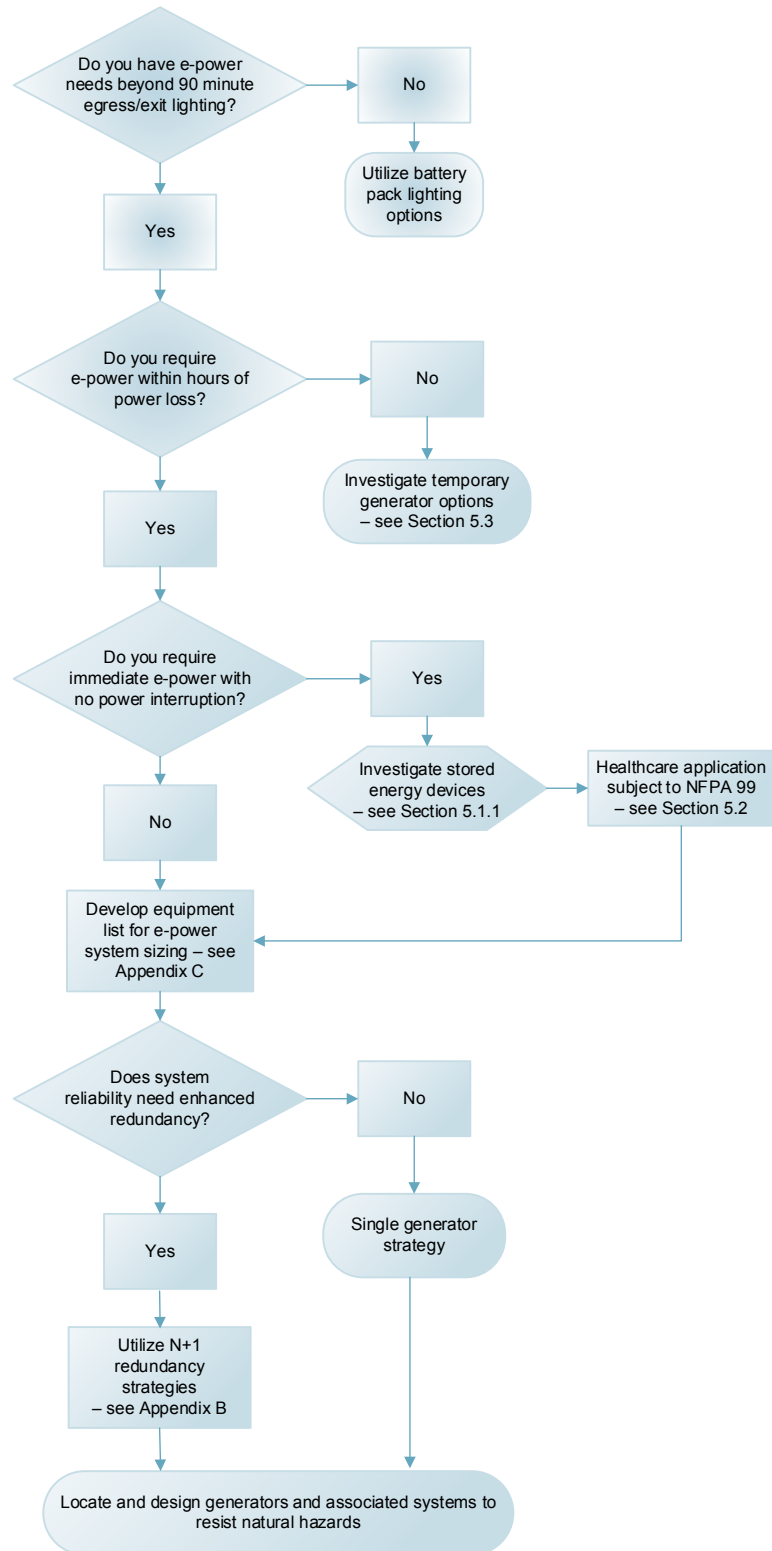 Do you have e-power
needs beyond 90 minute
egress/exit lighting?
No
Utilize battery
pack lighting
options
Yes
Do you require
e-power within hours of
power loss?
No
Investigate temporary
generator options
– see Section 5.3
Yes
Do you require
immediate e-power with
no power interruption?
Yes
Investigate stored
energy devices
– see Section 5.1.1
Healthcare application
subject to NFPA 99
– see Section 5.2
No
Develop equipment
list for e-power
system sizing – see
Appendix C
Does system
reliability need enhanced
redundancy?
No
Single generator
strategy
Yes
Utilize N+1
redundancy
strategies
– see Appendix B
Locate and design generators and associated systems to
resist natural hazards